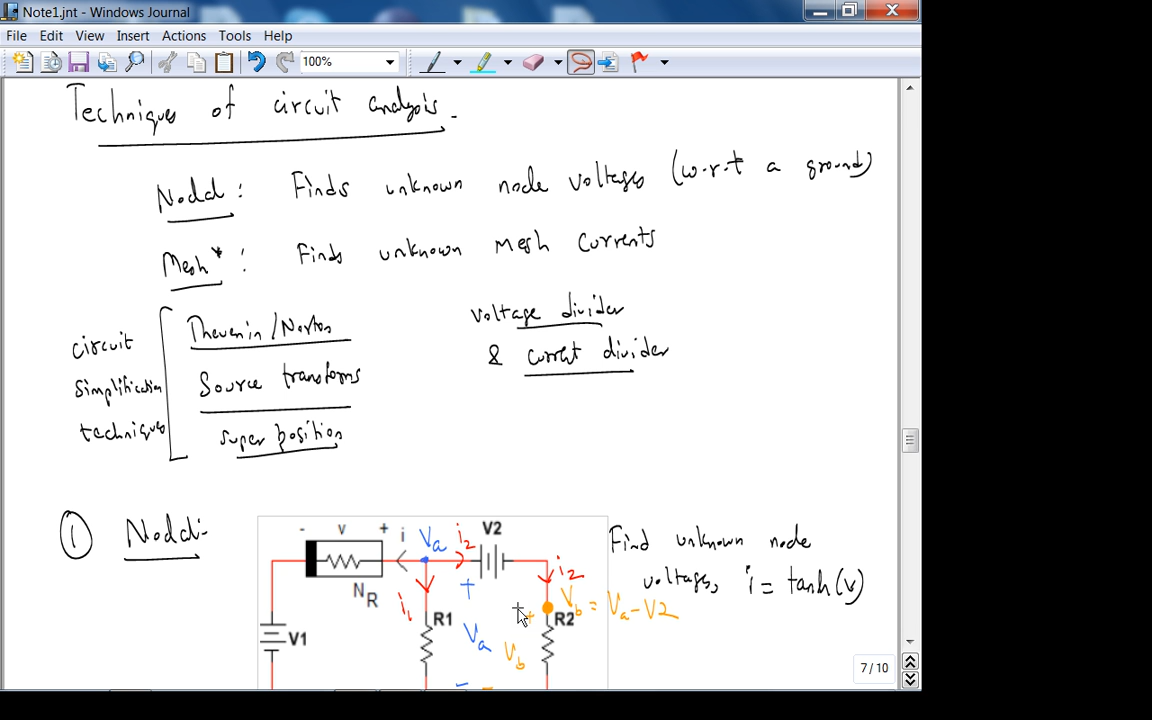 Note1.jnt - Windows Journal
File Edit View Insert Actions Tools Help
100%
Techniques of circuit analysis.
Nodal: Finds unknown node voltages (w.r.t a ground)
Mesh*: Finds unknown mesh currents
circuit simplification techniques
Thevenin/Norton
Source transforms
super position
voltage divider
& current divider
1 Nodal:
- v + i Va i2 V2
NR
i1 R1
V1
+ Va -
i2
Vb = Va - V2
+ Vb -
R2
Find unknown node
voltages, i = tanh(v)
7 / 10